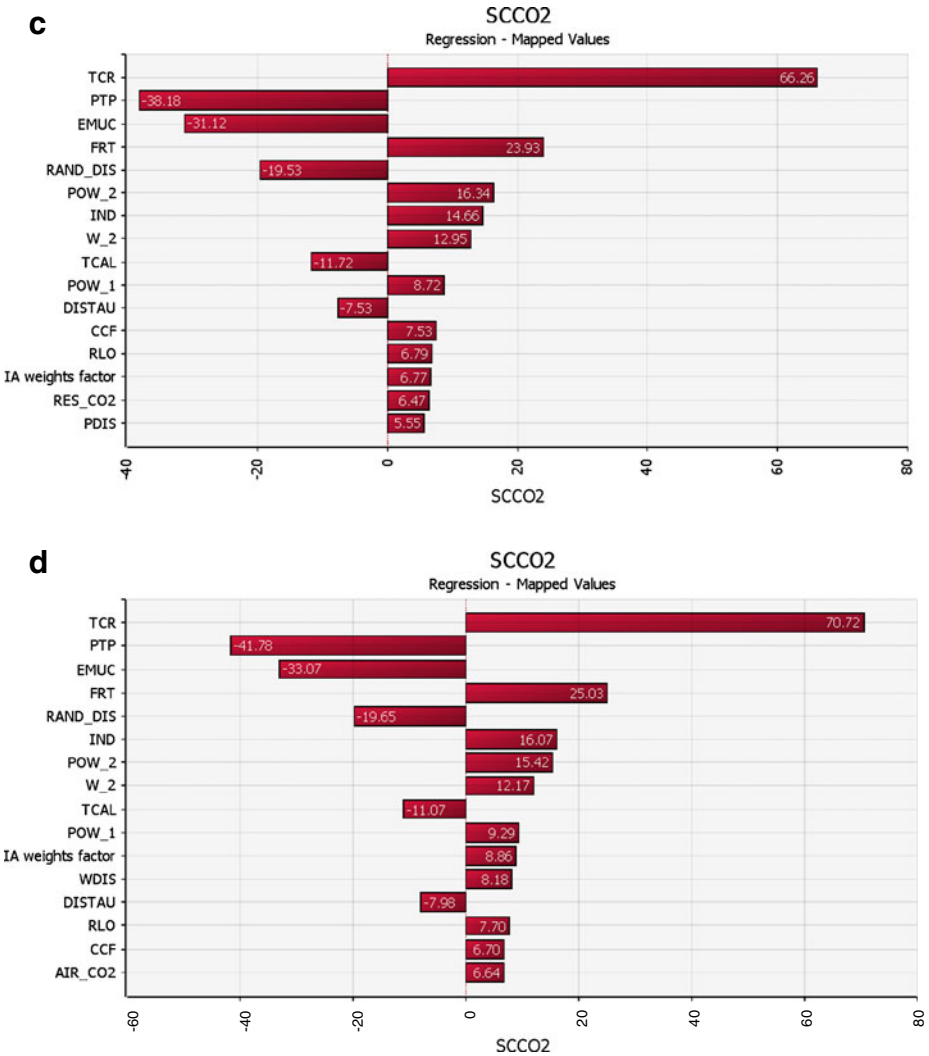 c
SCCO2
Regression - Mapped Values
TCR 66.26
PTP -38.18
EMUC -31.12
FRT 23.93
RAND_DIS -19.53
POW_2 16.34
IND 14.66
W_2 12.95
TCAL -11.72
POW_1 8.72
DISTAU -7.53
CCF 7.53
RLO 6.79
IA weights factor 6.77
RES_CO2 6.47
PDIS 5.55
-40 -20 0 20 40 60 80
SCCO2
d
SCCO2
Regression - Mapped Values
TCR 70.72
PTP -41.78
EMUC -33.07
FRT 25.03
RAND_DIS -19.65
IND 16.07
POW_2 15.42
W_2 12.17
TCAL -11.07
POW_1 9.29
IA weights factor 8.86
WDIS 8.18
DISTAU -7.98
RLO 7.70
CCF 6.70
AIR_CO2 6.64
-60 -40 -20 0 20 40 60 80
SCCO2